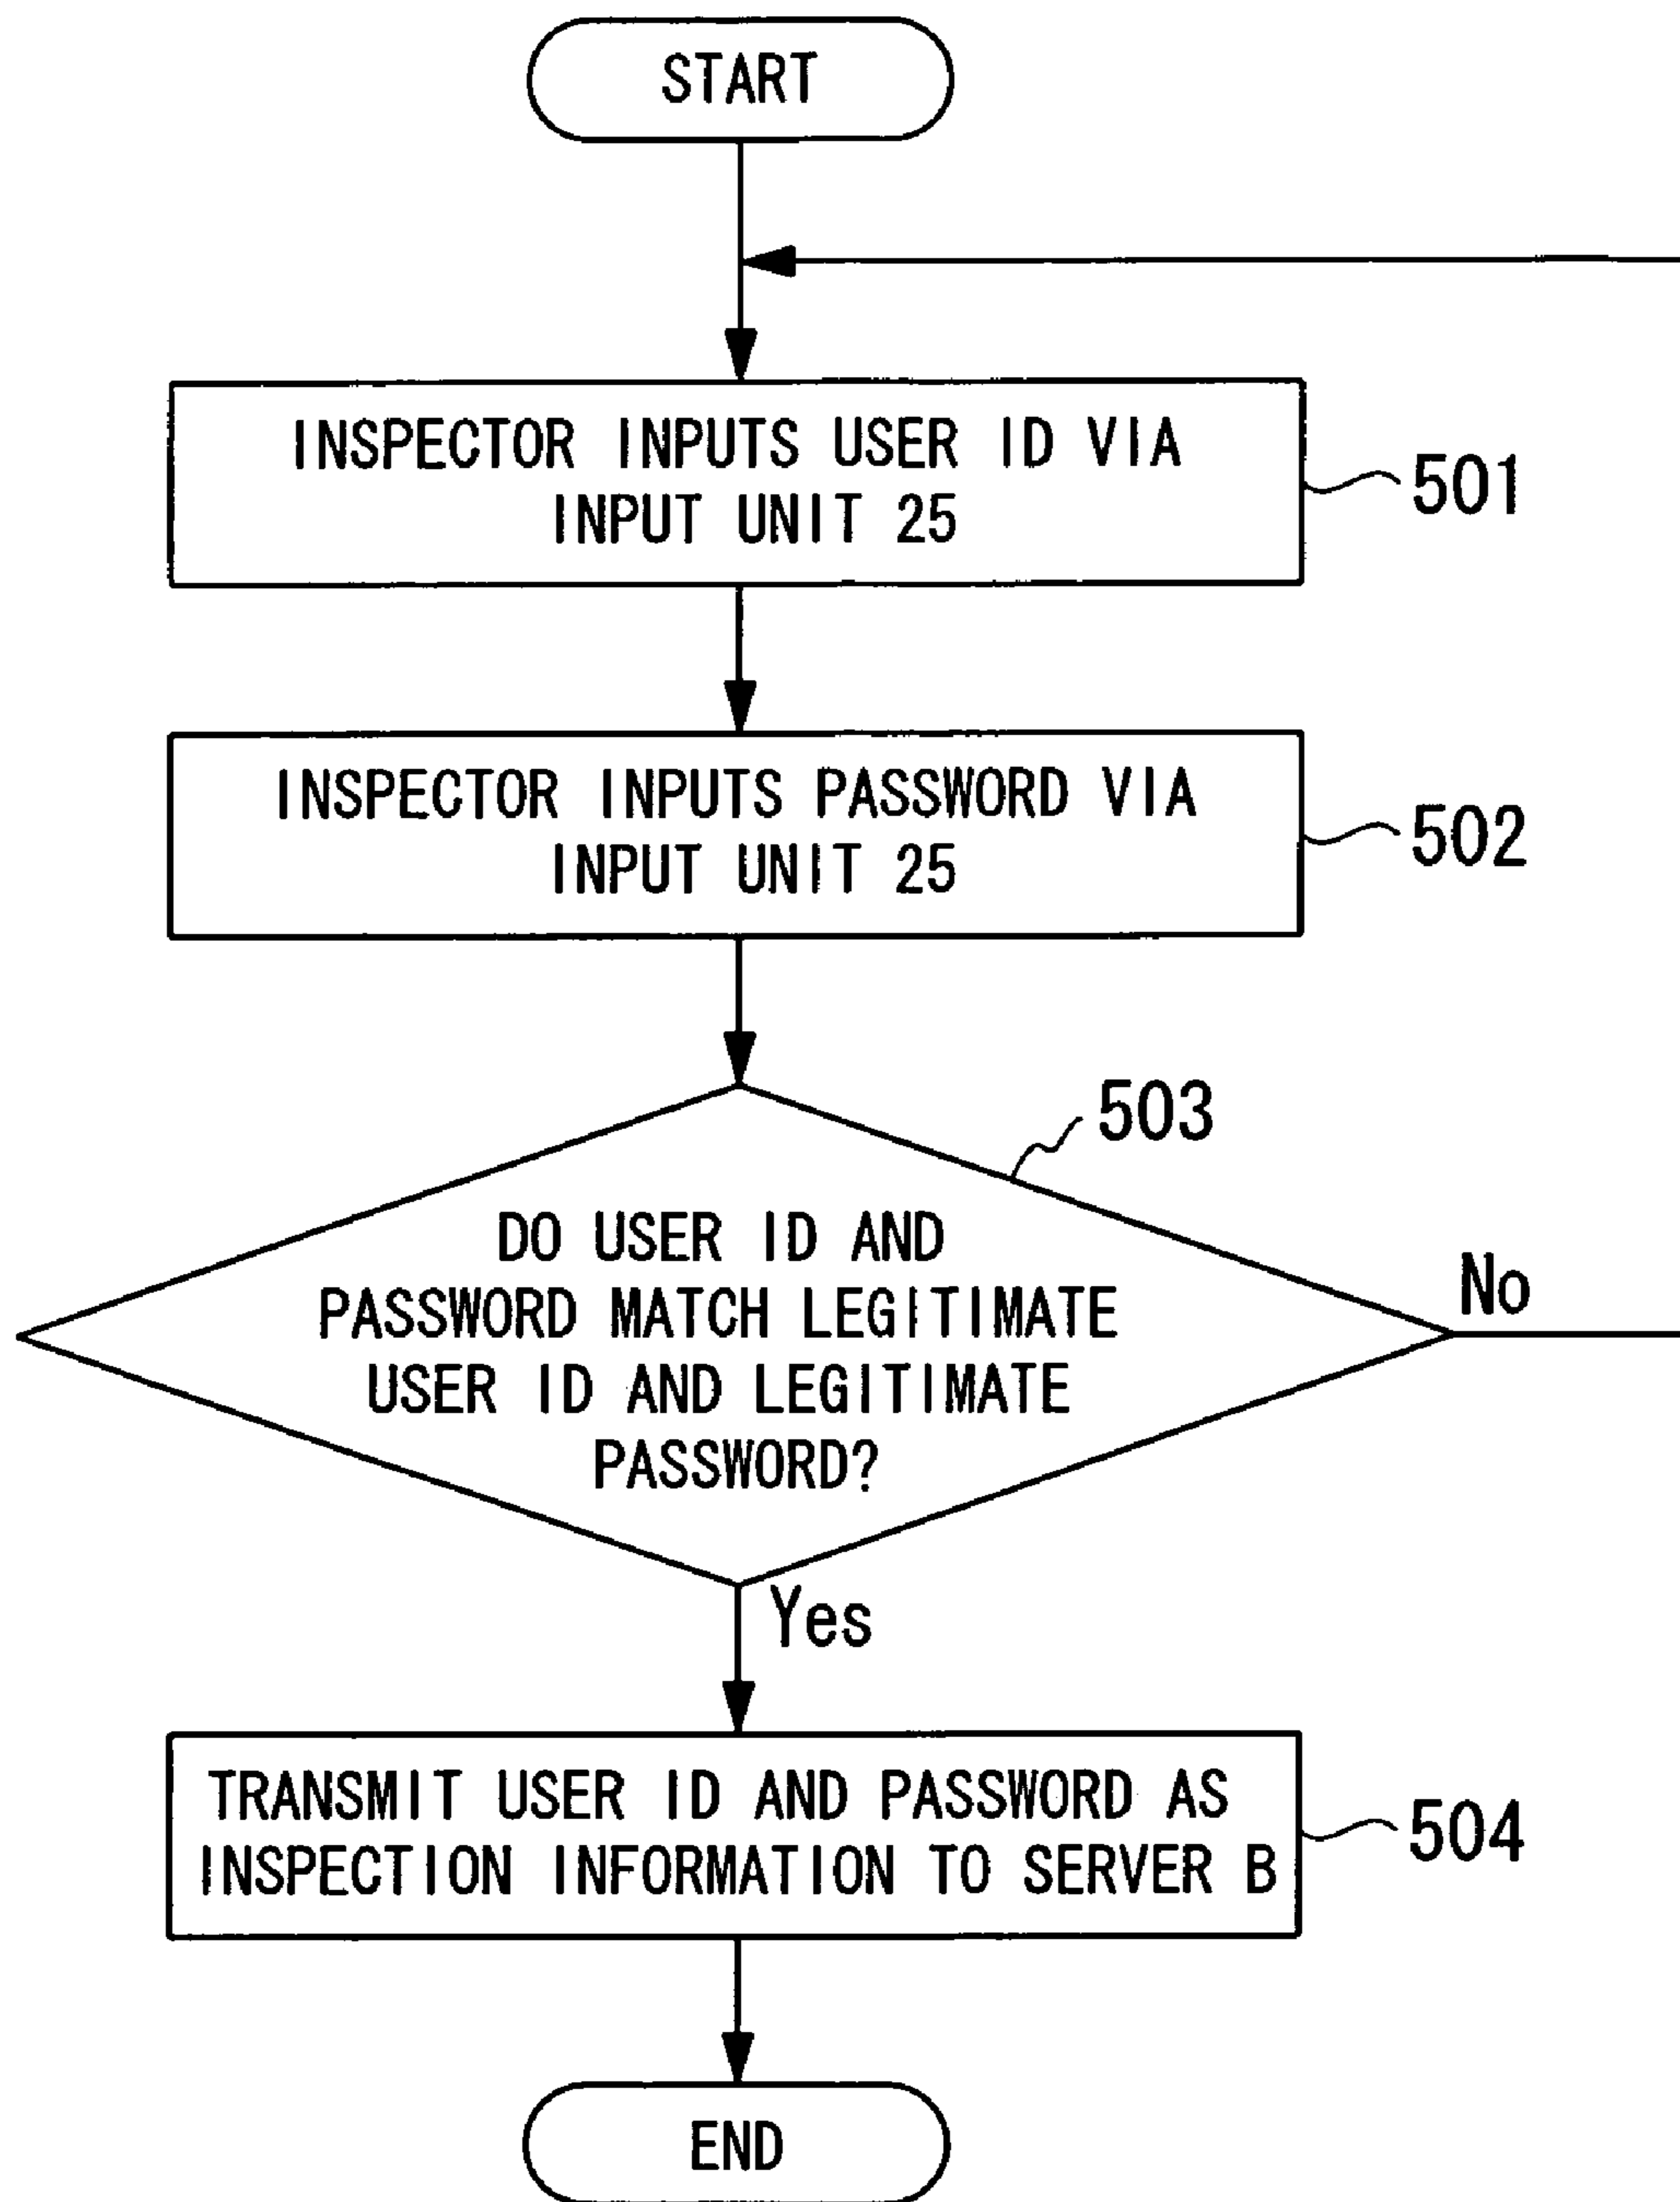 START
INSPECTOR INPUTS USER ID VIA
INPUT UNIT 25
501
INSPECTOR INPUTS PASSWORD VIA
INPUT UNIT 25
502
503
DO USER ID AND
PASSWORD MATCH LEGITIMATE
USER ID AND LEGITIMATE
PASSWORD?
No
Yes
TRANSMIT USER ID AND PASSWORD AS
INSPECTION INFORMATION TO SERVER B
504
END